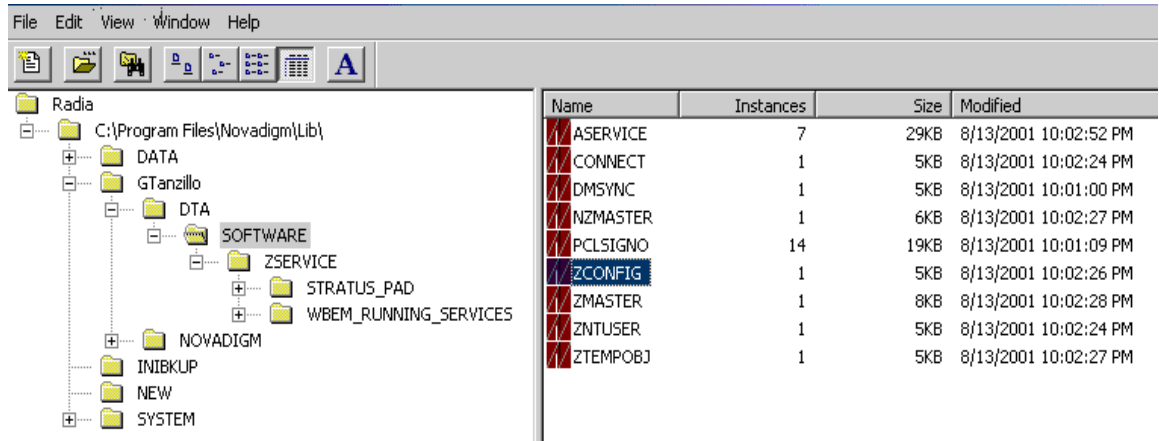 File Edit View Window Help
A
Radia
C:\Program Files\Novadigm\Lib\
DATA
GTanzillo
DTA
SOFTWARE
ZSERVICE
STRATUS_PAD
WBEM_RUNNING_SERVICES
NOVADIGM
INIBKUP
NEW
SYSTEM
Name Instances Size Modified
ASERVICE 7 29KB 8/13/2001 10:02:52 PM
CONNECT 1 5KB 8/13/2001 10:02:24 PM
DMSYNC 1 5KB 8/13/2001 10:01:00 PM
NZMASTER 1 6KB 8/13/2001 10:02:27 PM
PCLSIGNO 14 19KB 8/13/2001 10:01:09 PM
ZCONFIG 1 5KB 8/13/2001 10:02:26 PM
ZMASTER 1 8KB 8/13/2001 10:02:28 PM
ZNTUSER 1 5KB 8/13/2001 10:02:24 PM
ZTEMPOBJ 1 5KB 8/13/2001 10:02:27 PM